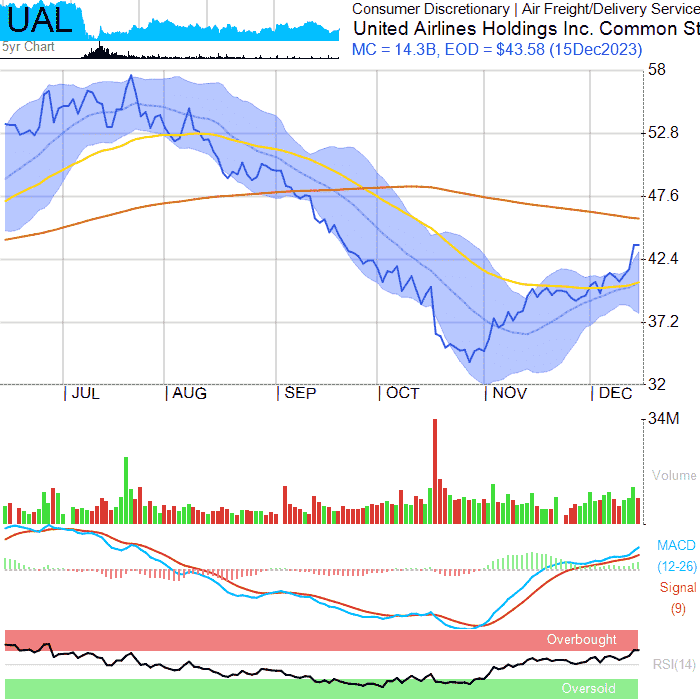 UAL
5yr Chart
Consumer Discretionary | Air Freight/Delivery Service
United Airlines Holdings Inc. Common St
MC = 14.3B, EOD = $43.58 (15Dec2023)
58
52.8
47.6
42.4
37.2
32
JUL AUG SEP OCT NOV DEC
34M
Volume
MACD
(12-26)
Signal
(9)
Overbought
RSI(14)
Oversoid